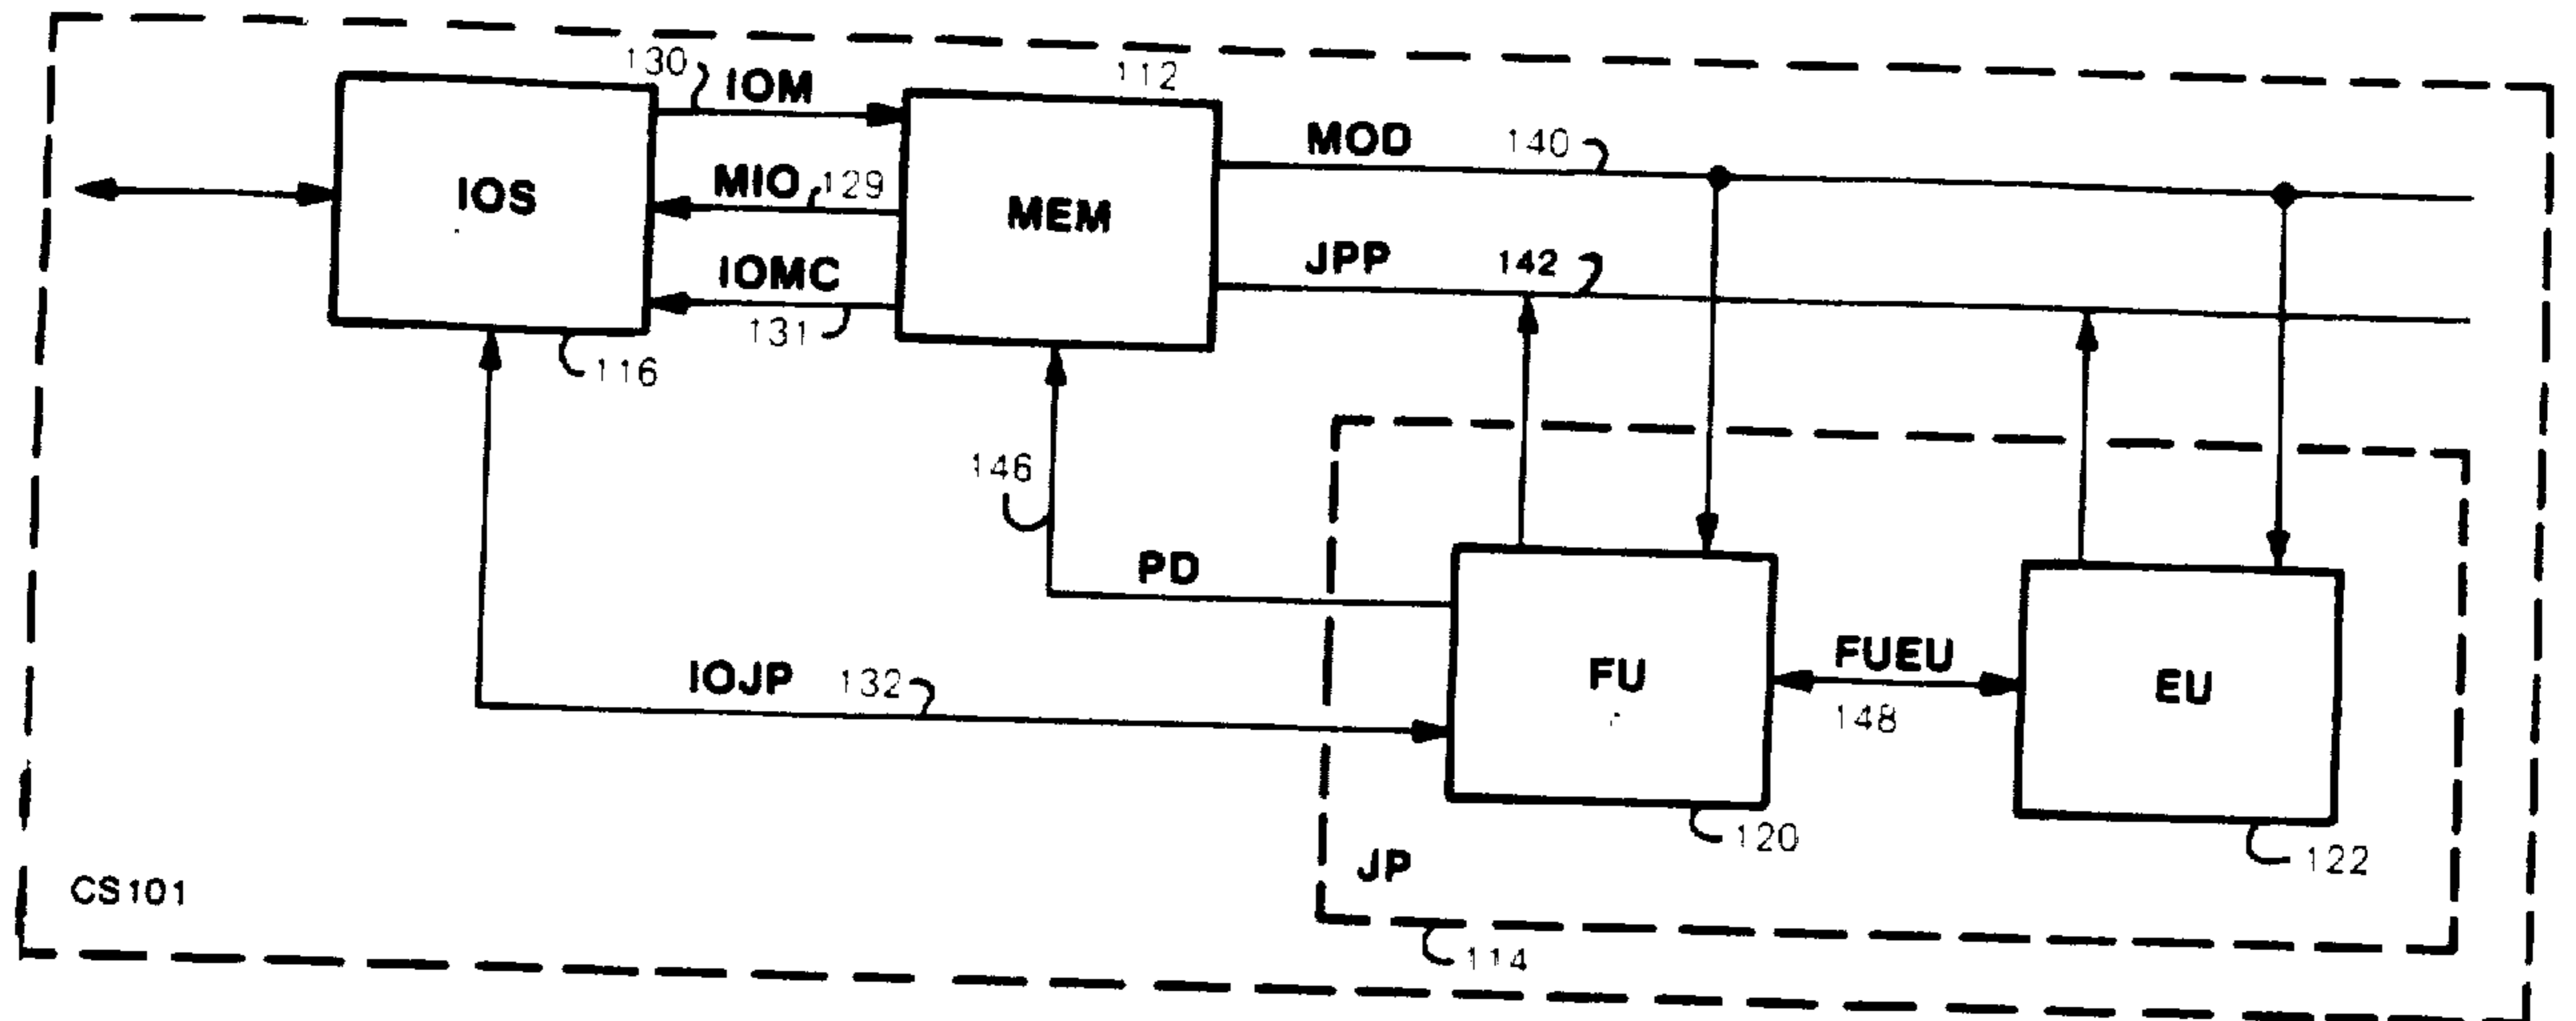 130
IOM
112
MOD
140
IOS
MIO
129
MEM
IOMC
JPP
142
131
116
146
PD
IOJP
132
FU
FUEU
148
EU
120
122
JP
CS101
114